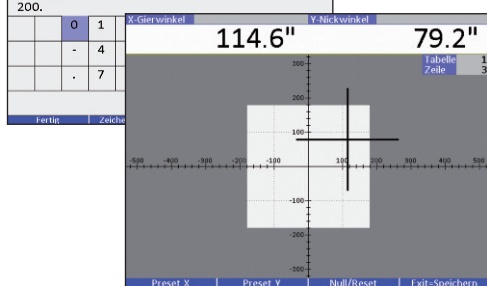 200.
0 1
- 4
. 7
Fertig Zeiche
X-Gierwinkel Y-Nickwinkel
114.6" 79.2"
Tabelle 1
Zeile 3
300
200
100
-500 -400 -300 -200 -100 100 200 300 400 500
-100
-200
-300
Preset X Preset Y Null/Reset Exit=Speichern